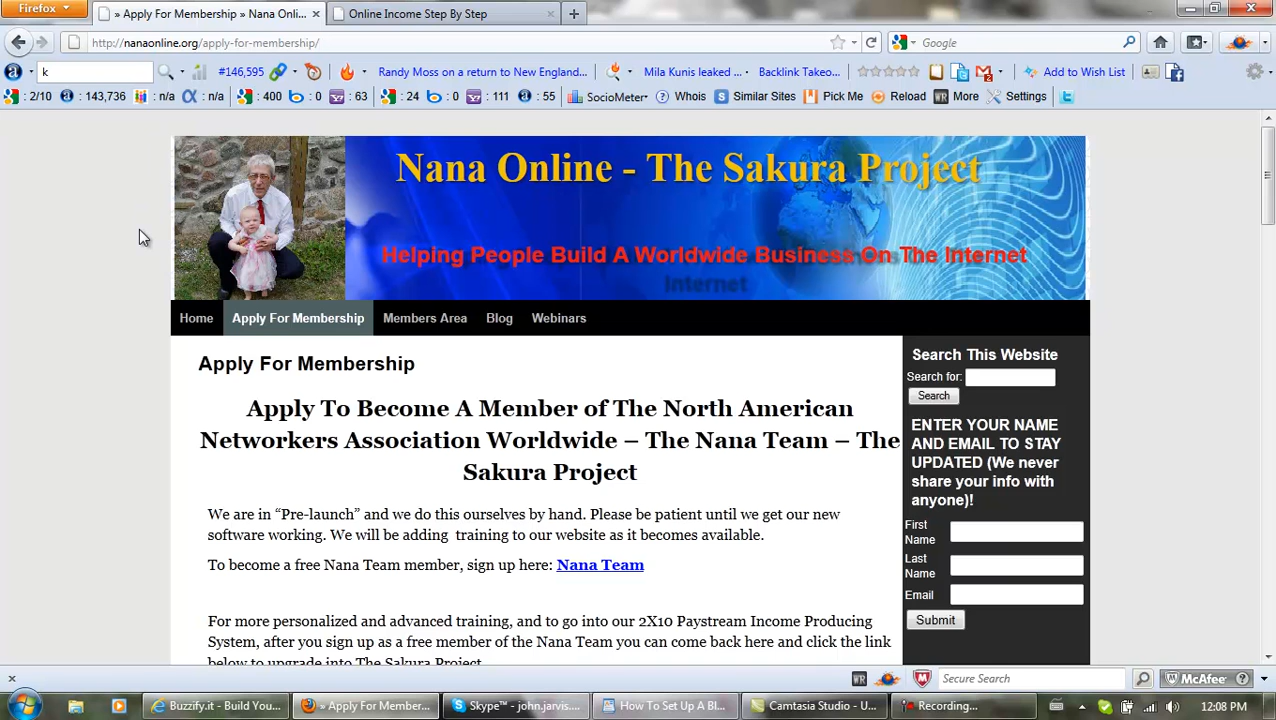 Firefox
» Apply For Membership » Nana Onli...
Online Income Step By Step
http://nanaonline.org/apply-for-membership/
Google
k
#146,595
Randy Moss on a return to New England...
Mila Kunis leaked ...
Backlink Takeo...
Add to Wish List
: 2/10
: 143,736
: n/a
: n/a
: 400
: 0
: 63
: 24
: 0
: 111
: 55
SocioMeter
Whois
Similar Sites
Pick Me
Reload
WR More
Settings
Nana Online - The Sakura Project
Helping People Build A Worldwide Business On The Internet
Internet
Home
Apply For Membership
Members Area
Blog
Webinars
Apply For Membership
Apply To Become A Member of The North American
Networkers Association Worldwide – The Nana Team – The
Sakura Project
We are in “Pre-launch” and we do this ourselves by hand. Please be patient until we get our new
software working. We will be adding training to our website as it becomes available.
To become a free Nana Team member, sign up here: Nana Team
For more personalized and advanced training, and to go into our 2X10 Paystream Income Producing
System, after you sign up as a free member of the Nana Team you can come back here and click the link
below to upgrade into The Sakura Project
Search This Website
Search for:
Search
ENTER YOUR NAME
AND EMAIL TO STAY
UPDATED (We never
share your info with
anyone)!
First
Name
Last
Name
Email
Submit
WR
Secure Search
McAfee
Buzzify.it - Build You...
» Apply For Membe...
Skype™ - john.jarvis....
How To Set Up A Bl...
Camtasia Studio - U...
Recording...
12:08 PM